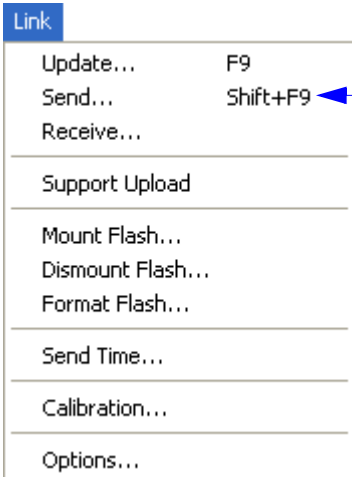 Link
Update... F9
Send... Shift+F9
Receive...
Support Upload
Mount Flash...
Dismount Flash...
Format Flash...
Send Time...
Calibration...
Options...